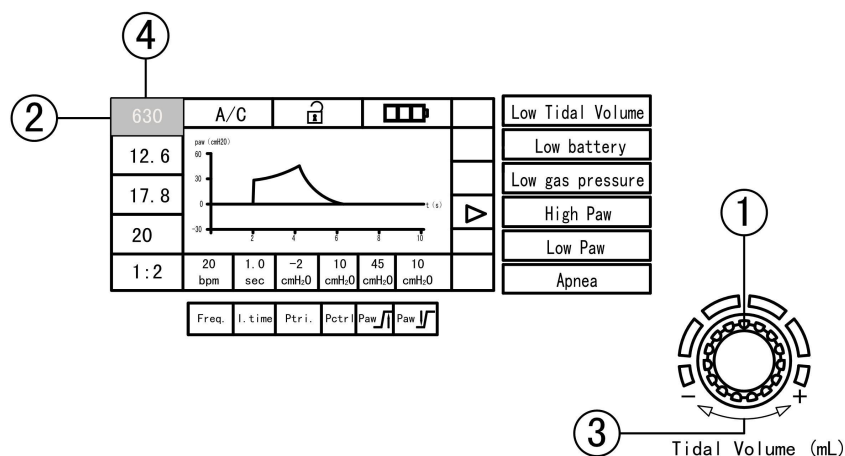 ④
②
630
A/C
Low Tidal Volume
12.6
paw (cmH2O)
60
Low battery
17.8
30
Low gas pressure
0
t(s)
High Paw
①
20
-30
2
4
6
8
10
Low Paw
1:2
20 bpm
1.0 sec
-2 cmH₂O
10 cmH₂O
45 cmH₂O
10 cmH₂O
Apnea
Freq.
I.time
Ptri.
Pctrl
Paw
Paw
− +
③
Tidal Volume (mL)